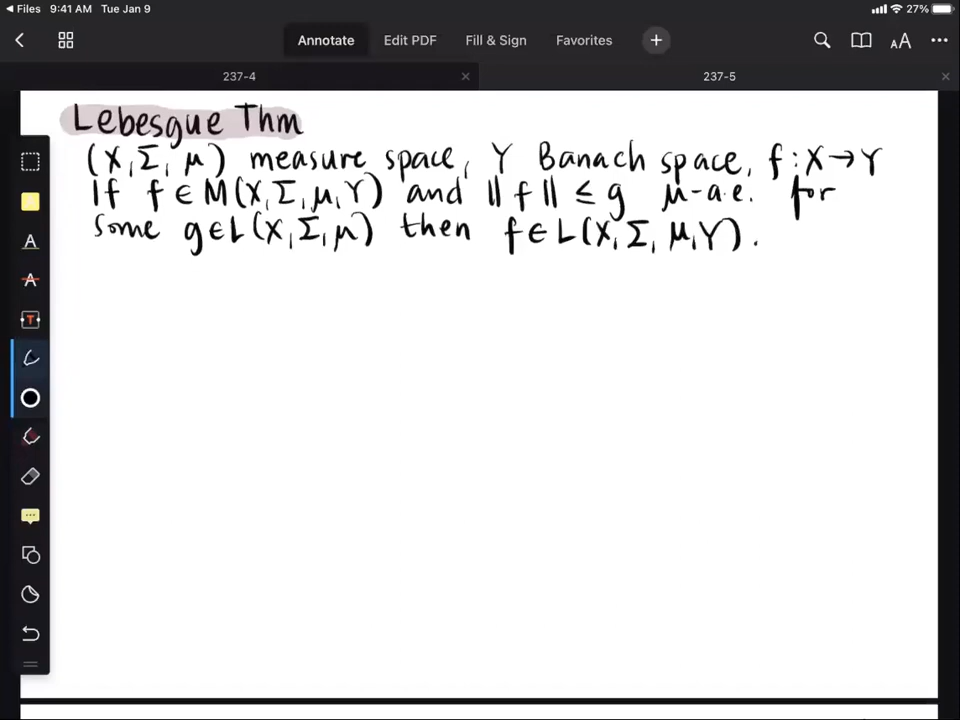 Files 9:41 AM Tue Jan 9 27%
Annotate Edit PDF Fill & Sign Favorites
AA
237-4 237-5
Lebesgue Thm
(X, Σ, μ) measure space, Y Banach space, f: X → Y
If f ∈ M(X, Σ, μ, Y) and ‖f‖ ≤ g μ-a.e. for
some g ∈ L(X, Σ, μ) then f ∈ L(X, Σ, μ, Y).
A
A
T